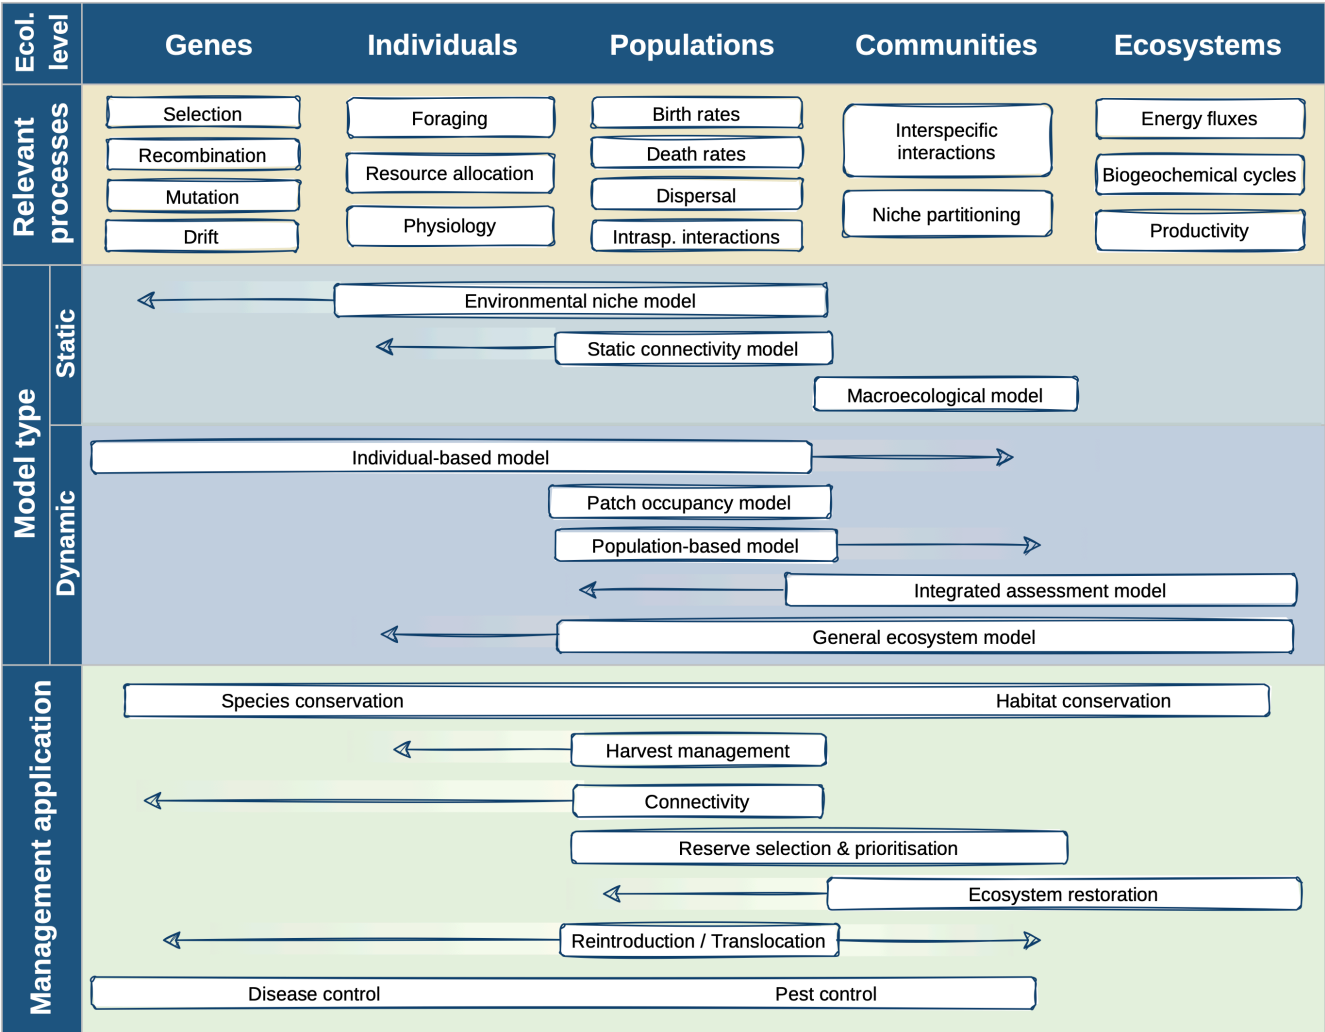 Ecol.
level
Genes
Individuals
Populations
Communities
Ecosystems
Relevant
processes
Selection
Recombination
Mutation
Drift
Foraging
Resource allocation
Physiology
Birth rates
Death rates
Dispersal
Intrasp. interactions
Interspecific
interactions
Niche partitioning
Energy fluxes
Biogeochemical cycles
Productivity
Model type
Static
Environmental niche model
Static connectivity model
Macroecological model
Dynamic
Individual-based model
Patch occupancy model
Population-based model
Integrated assessment model
General ecosystem model
Management application
Species conservation
Habitat conservation
Harvest management
Connectivity
Reserve selection & prioritisation
Ecosystem restoration
Reintroduction / Translocation
Disease control
Pest control